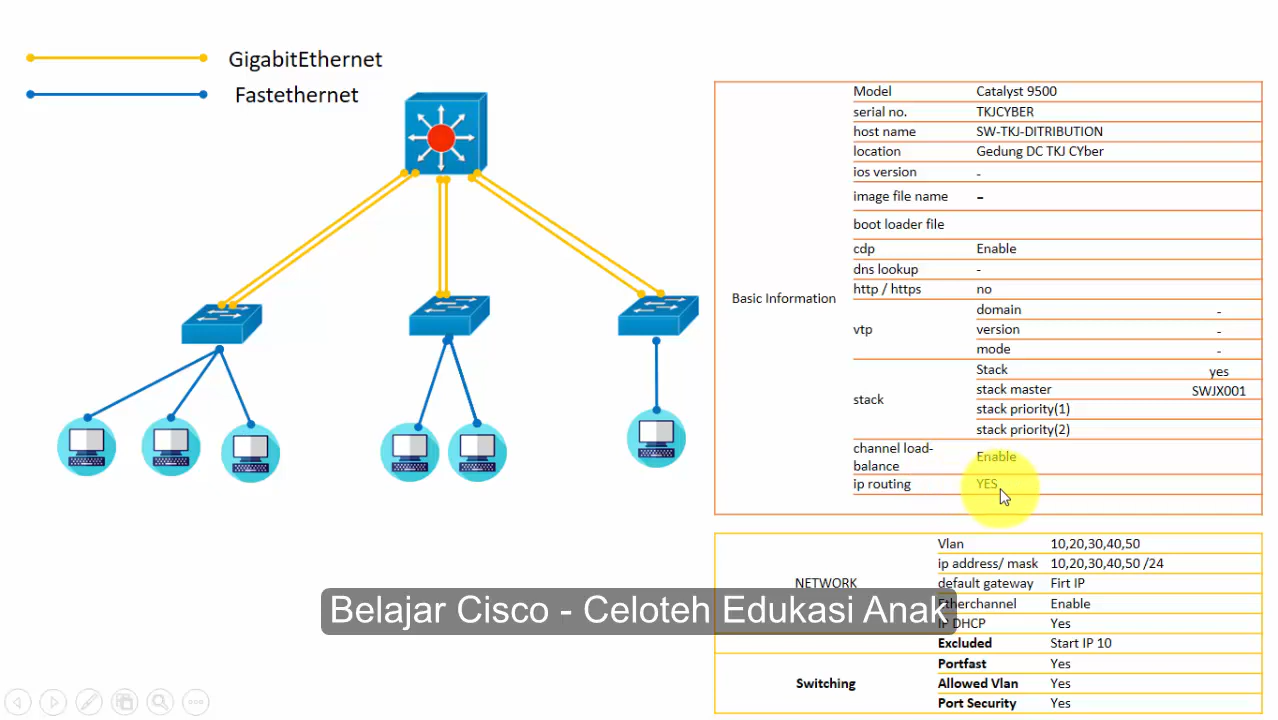 GigabitEthernet
Fastethernet
Basic Information
Model Catalyst 9500
serial no. TKJCYBER
host name SW-TKJ-DITRIBUTION
location Gedung DC TKJ CYber
ios version -
image file name -
boot loader file
cdp Enable
dns lookup -
http / https no
vtp
domain -
version -
mode -
stack
Stack yes
stack master SWJX001
stack priority(1)
stack priority(2)
channel load-
balance Enable
ip routing YES
NETWORK
Vlan 10,20,30,40,50
ip address/ mask 10,20,30,40,50 /24
default gateway Firt IP
Etherchannel Enable
IP DHCP Yes
Excluded Start IP 10
Switching
Portfast Yes
Allowed Vlan Yes
Port Security Yes
Belajar Cisco - Celoteh Edukasi Anak